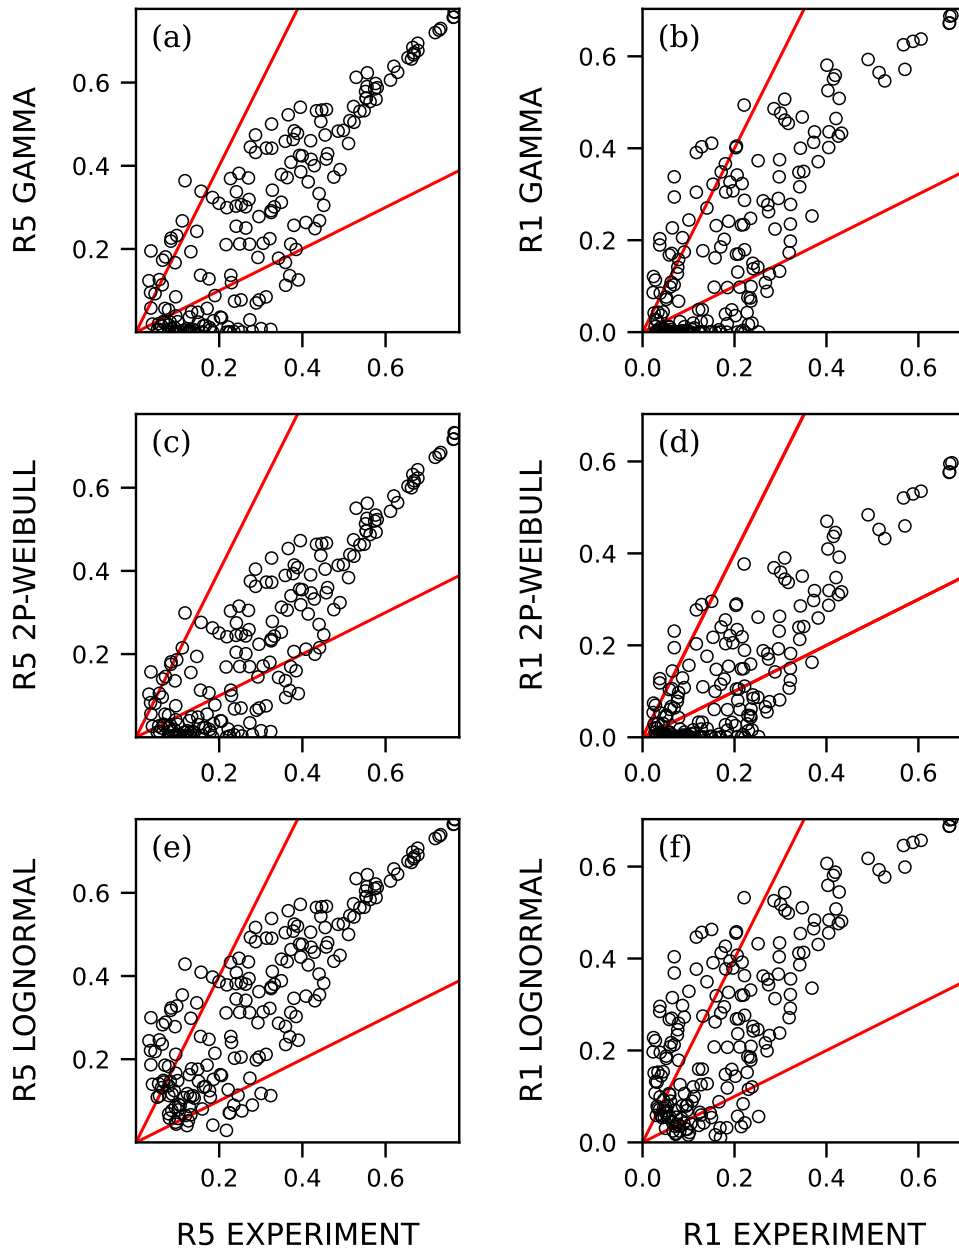 (a)
R5 GAMMA
0.6
0.4
0.2
0.2 0.4 0.6
(b)
R1 GAMMA
0.6
0.4
0.2
0.0
0.0 0.2 0.4 0.6
(c)
R5 2P-WEIBULL
0.6
0.4
0.2
0.2 0.4 0.6
(d)
R1 2P-WEIBULL
0.6
0.4
0.2
0.0
0.0 0.2 0.4 0.6
(e)
R5 LOGNORMAL
0.6
0.4
0.2
0.2 0.4 0.6
R5 EXPERIMENT
(f)
R1 LOGNORMAL
0.6
0.4
0.2
0.0
0.0 0.2 0.4 0.6
R1 EXPERIMENT